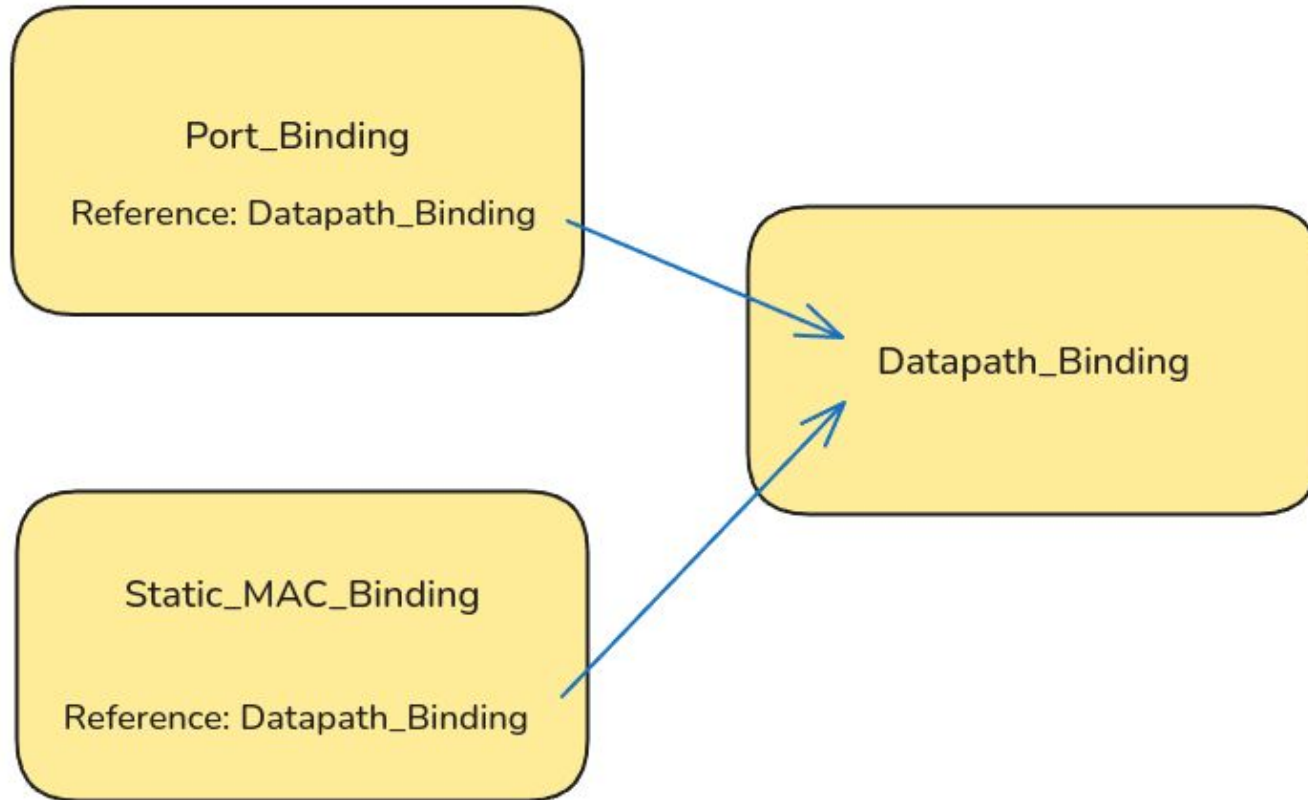 Port_Binding
Reference: Datapath_Binding
Datapath_Binding
Static_MAC_Binding
Reference: Datapath_Binding